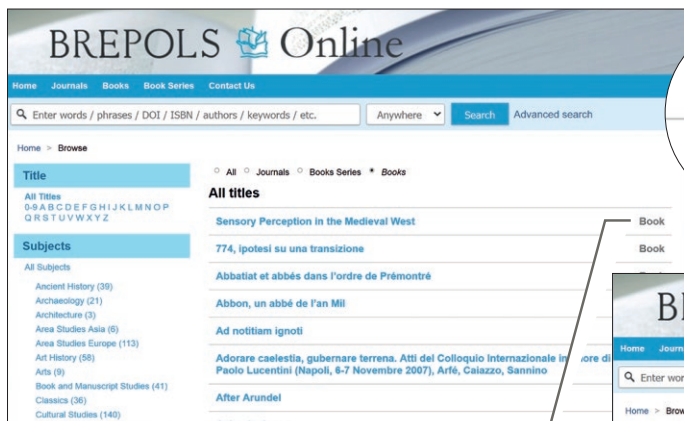 BREPOLS Online
Home Journals Books Book Series Contact Us
Enter words / phrases / DOI / ISBN / authors / keywords / etc. Anywhere Search Advanced search
Home > Browse
Title
All Titles
0-9 A B C D E F G H I J K L M N O P
Q R S T U V W X Y Z
Subjects
All Subjects
Ancient History (39)
Archaeology (21)
Architecture (3)
Area Studies Asia (6)
Area Studies Europe (113)
Art History (58)
Arts (9)
Book and Manuscript Studies (41)
Classics (36)
Cultural Studies (140)
All Journals Books Series Books
All titles
Sensory Perception in the Medieval West Book
774, ipotesi su una transizione Book
Abbatiat et abbés dans l'ordre de Prémontré
Abbon, un abbé de l'an Mil
Ad notitiam ignoti
Adorare caelestia, gubernare terrena. Atti del Colloquio Internazionale in onore di
Paolo Lucentini (Napoli, 6-7 Novembre 2007), Arfé, Caiazzo, Sannino
After Arundel
B
Home Journ
Enter wor
Home > Brow